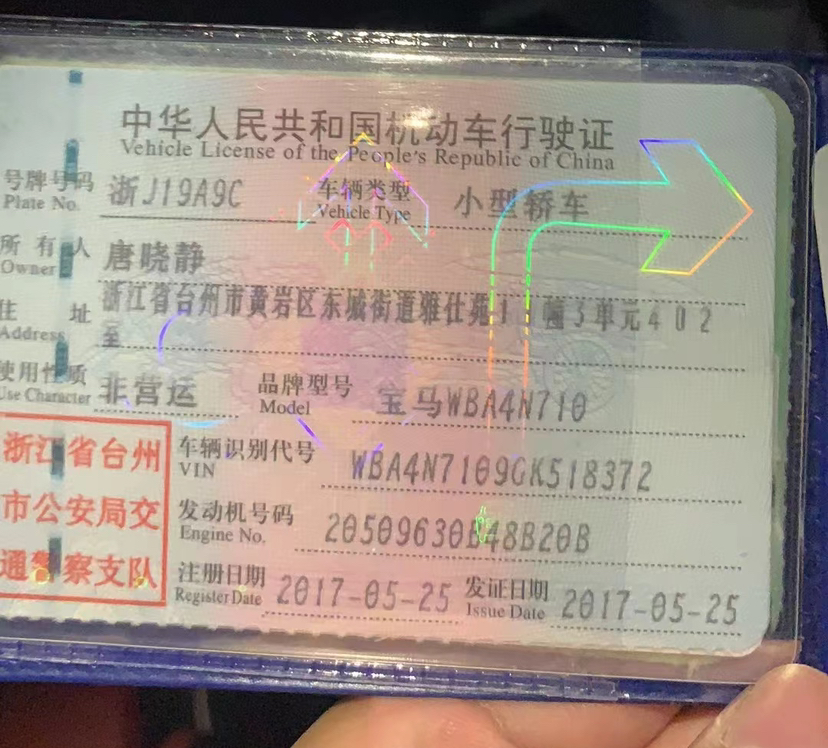 中华人民共和国机动车行驶证
Vehicle License of the People's Republic of China
号牌号码 浙J19A9C 车辆类型 小型轿车
Plate No. Vehicle Type
所有人 唐晓静
Owner
住址 浙江省台州市黄岩区东城街道雅仕苑1 幢3单元402
Address 室
使用性质 非营运 品牌型号 宝马WBA4N710
Use Character Model
浙江省台州 车辆识别代号 WBA4N7109GK518372
VIN
市公安局交 发动机号码 20509630B48B20B
Engine No.
通警察支队 注册日期 2017-05-25 发证日期 2017-05-25
Register Date Issue Date